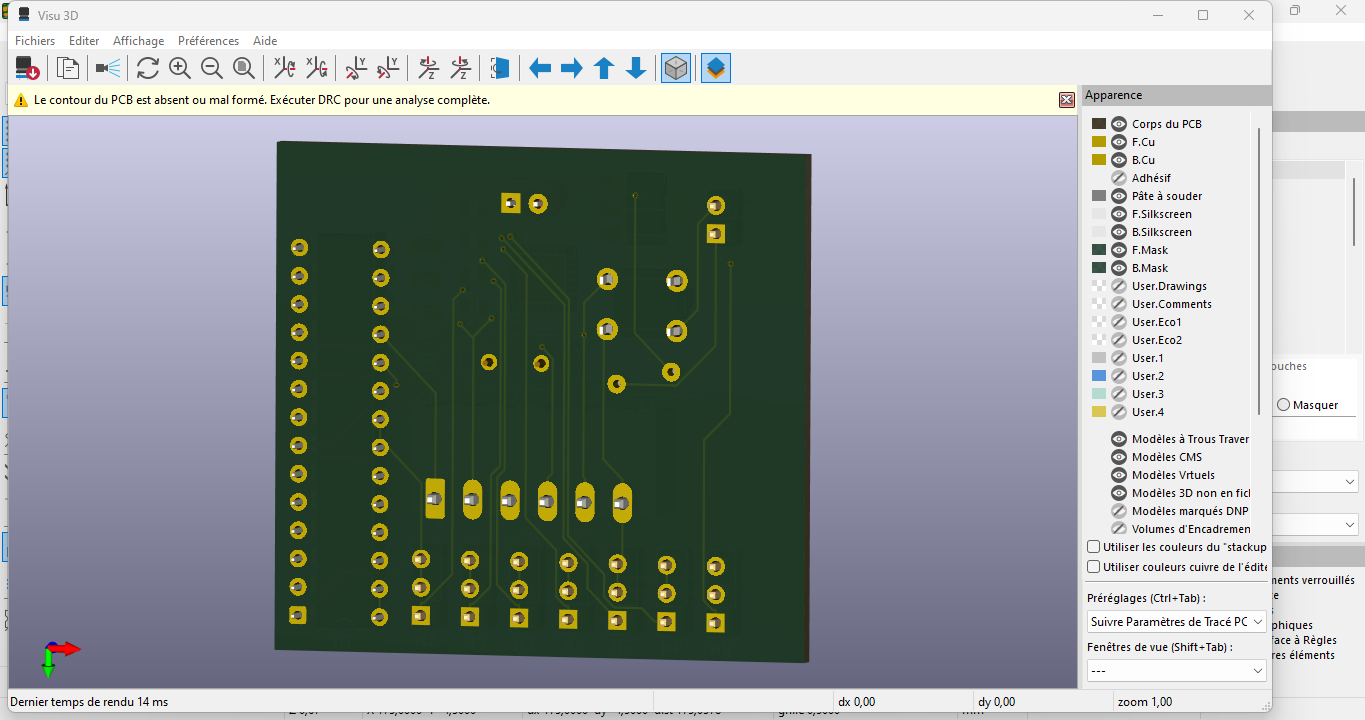 Visu 3D
Fichiers Editer Affichage Préférences Aide
Le contour du PCB est absent ou mal formé. Exécuter DRC pour une analyse complète.
Apparence
Corps du PCB
F.Cu
B.Cu
Adhésif
Pâte à souder
F.Silkscreen
B.Silkscreen
F.Mask
B.Mask
User.Drawings
User.Comments
User.Eco1
User.Eco2
User.1
User.2
User.3
User.4
Modèles à Trous Traver
Modèles CMS
Modèles Vrtuels
Modèles 3D non en fic
Modèles marqués DNP
Volumes d'Encadremen
Utiliser les couleurs du "stackup
Utiliser couleurs cuivre de l'édite
Préréglages (Ctrl+Tab) :
Suivre Paramètres de Tracé PC
Fenêtres de vue (Shift+Tab) :
---
ouches
Masquer
ments verrouillés
phiques
face à Règles
res éléments
Dernier temps de rendu 14 ms
dx 0,00
dy 0,00
zoom 1,00